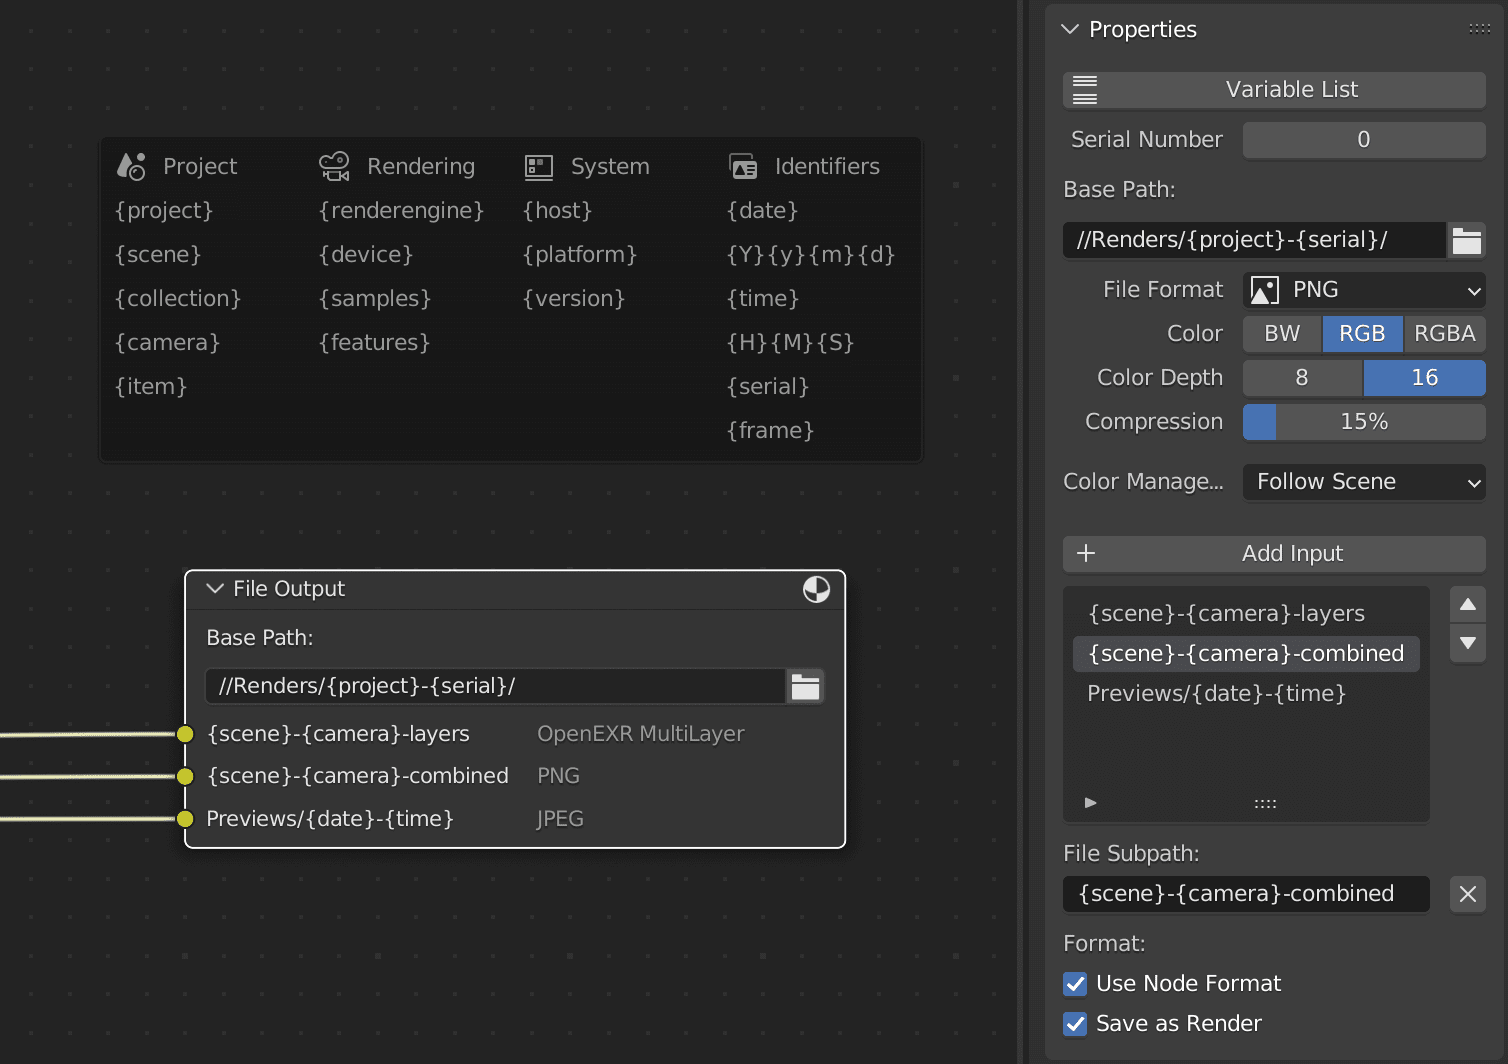 Project Rendering System Identifiers
{project} {renderengine} {host} {date}
{scene} {device} {platform} {Y}{y}{m}{d}
{collection} {samples} {version} {time}
{camera} {features} {H}{M}{S}
{item} {serial}
{frame}
File Output
Base Path:
//Renders/{project}-{serial}/
{scene}-{camera}-layers OpenEXR MultiLayer
{scene}-{camera}-combined PNG
Previews/{date}-{time} JPEG
Properties
Variable List
Serial Number 0
Base Path:
//Renders/{project}-{serial}/
File Format PNG
Color BW RGB RGBA
Color Depth 8 16
Compression 15%
Color Manage... Follow Scene
Add Input
{scene}-{camera}-layers
{scene}-{camera}-combined
Previews/{date}-{time}
File Subpath:
{scene}-{camera}-combined
Format:
Use Node Format
Save as Render